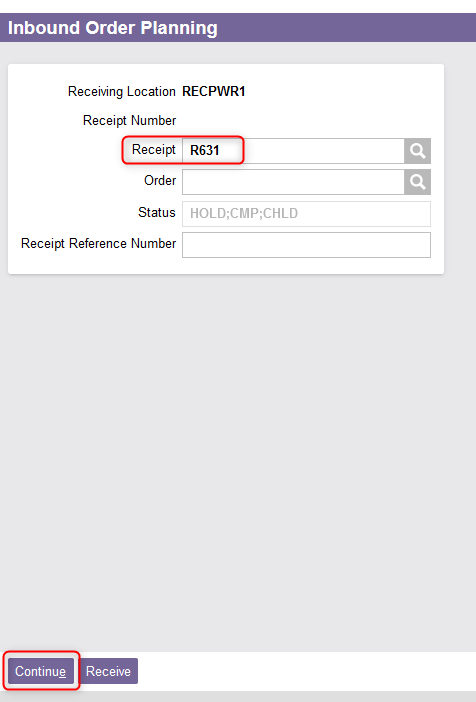 Inbound Order Planning
Receiving Location RECPWR1
Receipt Number
Receipt R631
Order
Status HOLD;CMP;CHLD
Receipt Reference Number
Continue Receive